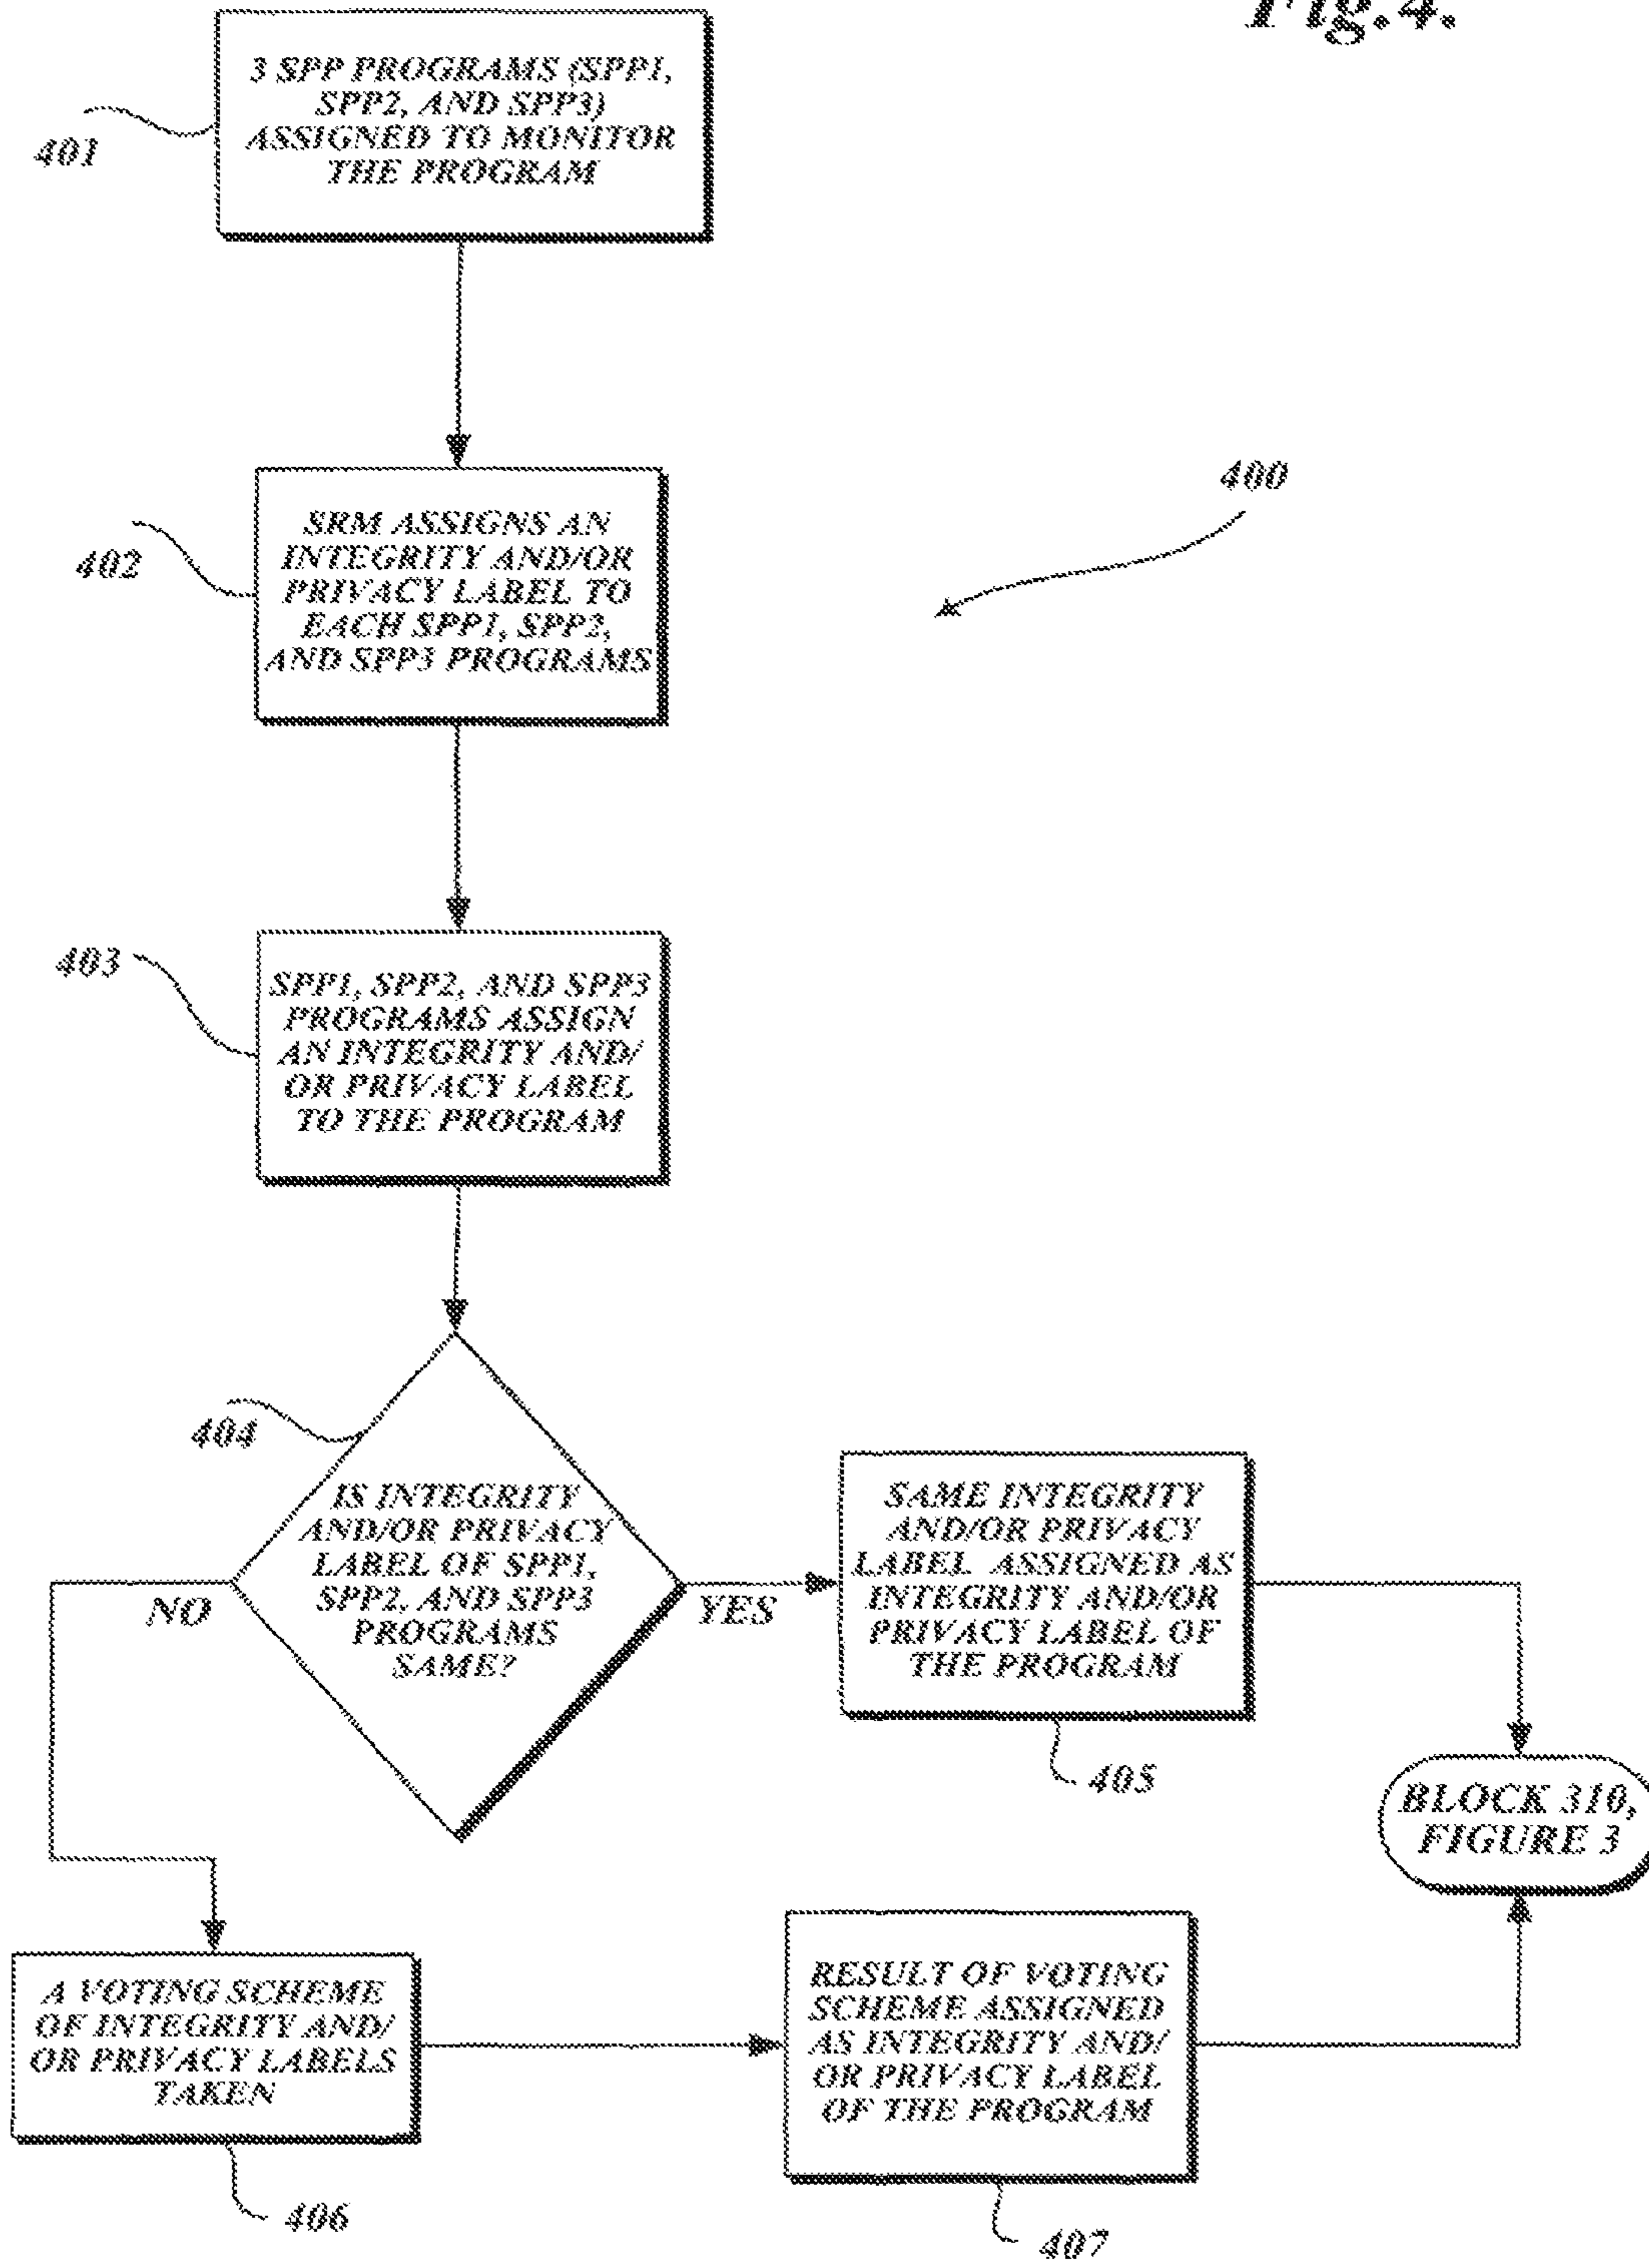 Fig.4.
3 SPP PROGRAMS (SPP1,
SPP2, AND SPP3)
ASSIGNED TO MONITOR
THE PROGRAM
401
SRM ASSIGNS AN
INTEGRITY AND/OR
PRIVACY LABEL TO
EACH SPP1, SPP2,
AND SPP3 PROGRAMS
402
400
403
SPP1, SPP2, AND SPP3
PROGRAMS ASSIGN
AN INTEGRITY AND/
OR PRIVACY LABEL
TO THE PROGRAM
404
IS INTEGRITY
AND/OR PRIVACY
LABEL OF SPP1,
SPP2, AND SPP3
PROGRAMS
SAME?
NO
YES
SAME INTEGRITY
AND/OR PRIVACY
LABEL ASSIGNED AS
INTEGRITY AND/OR
PRIVACY LABEL OF
THE PROGRAM
405
BLOCK 310,
FIGURE 3
A VOTING SCHEME
OF INTEGRITY AND/
OR PRIVACY LABELS
TAKEN
406
RESULT OF VOTING
SCHEME ASSIGNED
AS INTEGRITY AND/
OR PRIVACY LABEL
OF THE PROGRAM
407